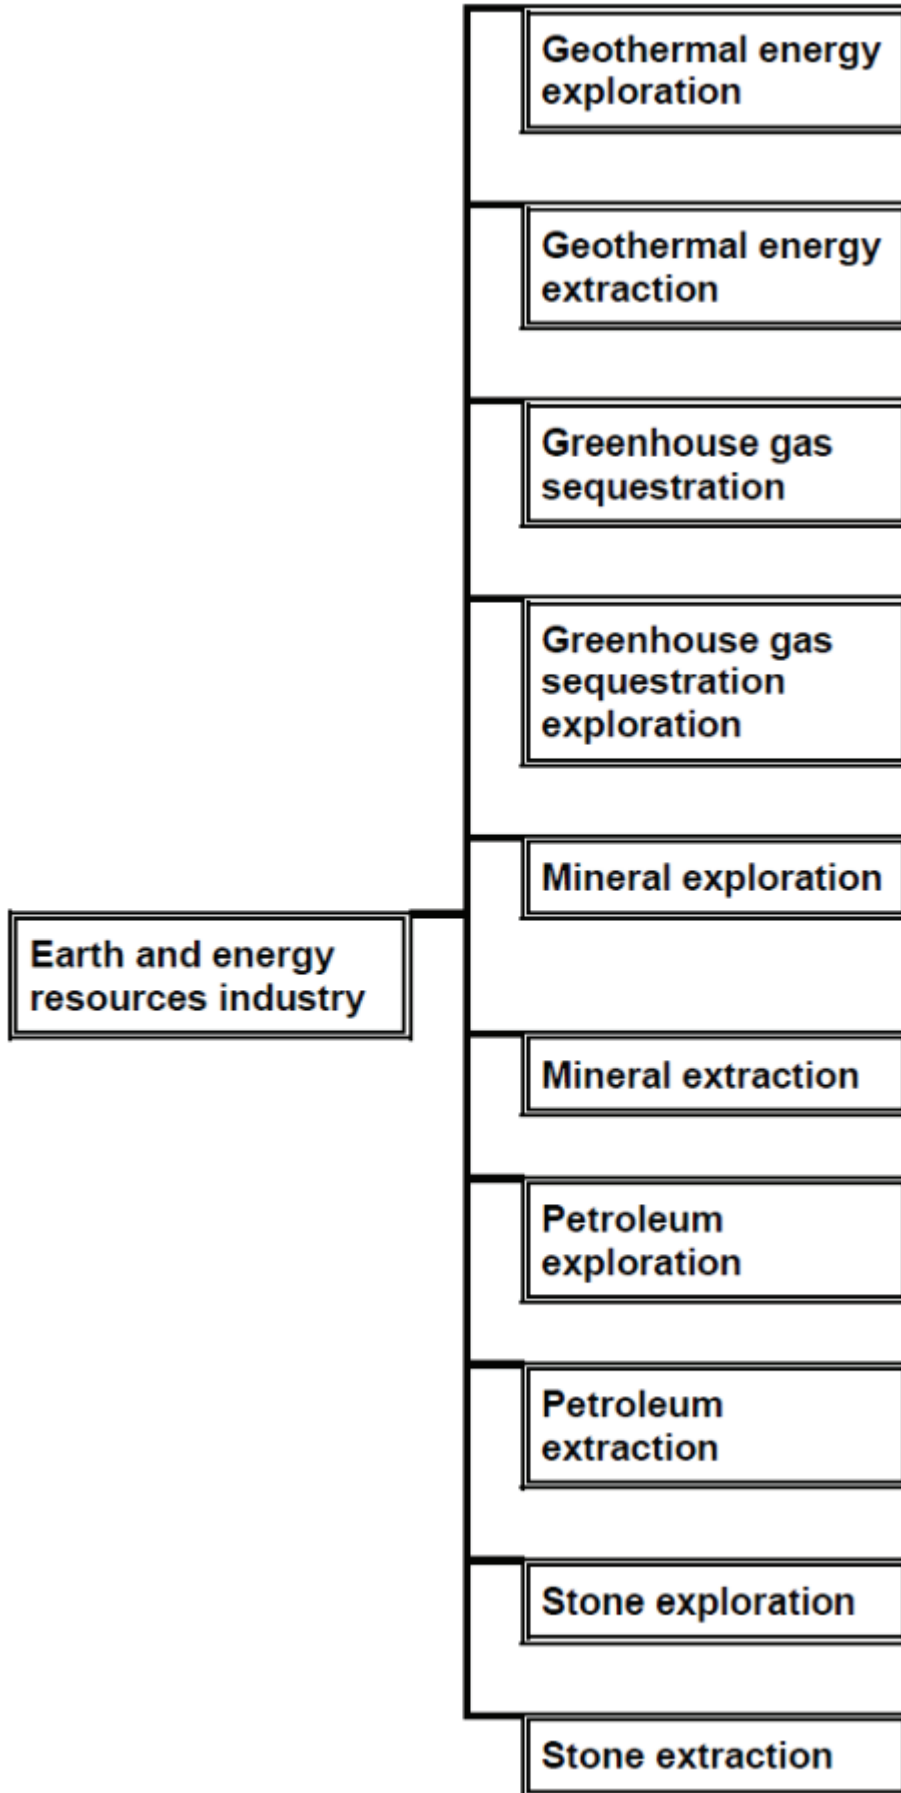 Geothermal energy
exploration
Geothermal energy
extraction
Greenhouse gas
sequestration
Greenhouse gas
sequestration
exploration
Mineral exploration
Earth and energy
resources industry
Mineral extraction
Petroleum
exploration
Petroleum
extraction
Stone exploration
Stone extraction